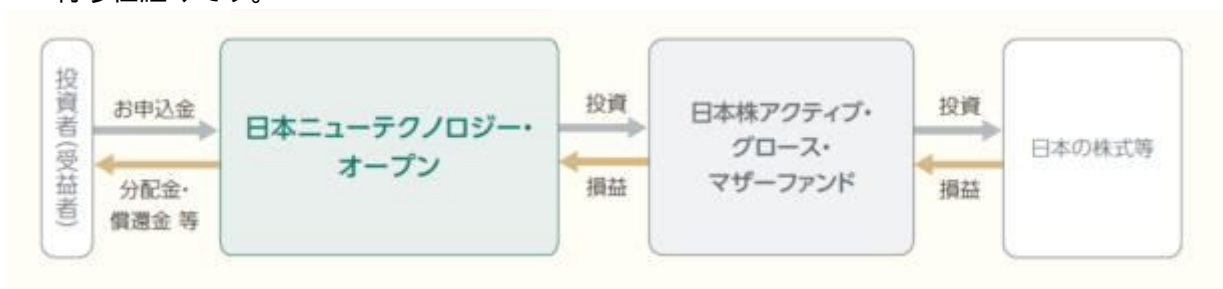 投資者(受益者)
お申込金
分配金・
償還金 等
日本ニューテクノロジー・
オープン
投資
損益
日本株アクティブ・
グロース・
マザーファンド
投資
損益
日本の株式等